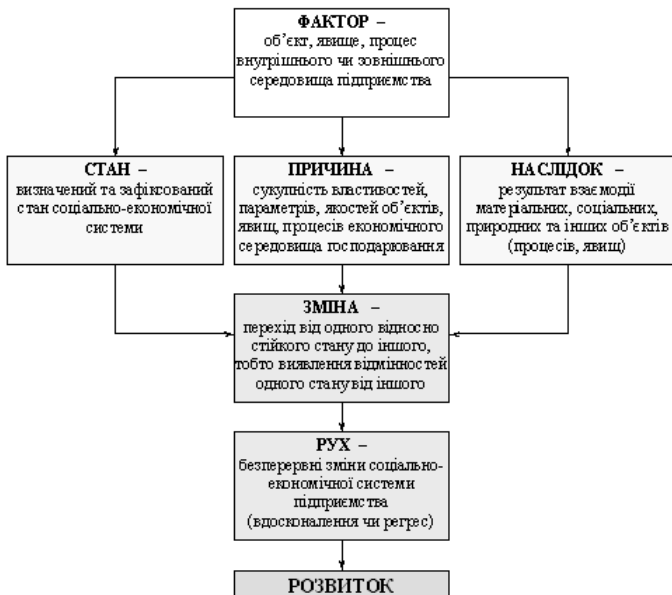 ФАКТОР –
об’єкт, явище, процес
внутрішнього чи зовнішнього
середовища підприємства
СТАН –
визначений та зафіксований
стан соціально-економічної
системи
ПРИЧИНА –
сукупність властивостей,
параметрів, якостей об’єктів,
явищ, процесів економічного
середовища господарювання
НАСЛІДОК –
результат взаємодії
матеріальних, соціальних,
природних та інших об’єктів
(процесів, явищ)
ЗМІНА –
перехід від одного відносно
стійкого стану до іншого,
тобто виявлення відмінностей
одного стану від іншого
РУХ –
безперервні зміни соціально-
економічної системи
підприємства
(вдосконалення чи регрес)
РОЗВИТОК